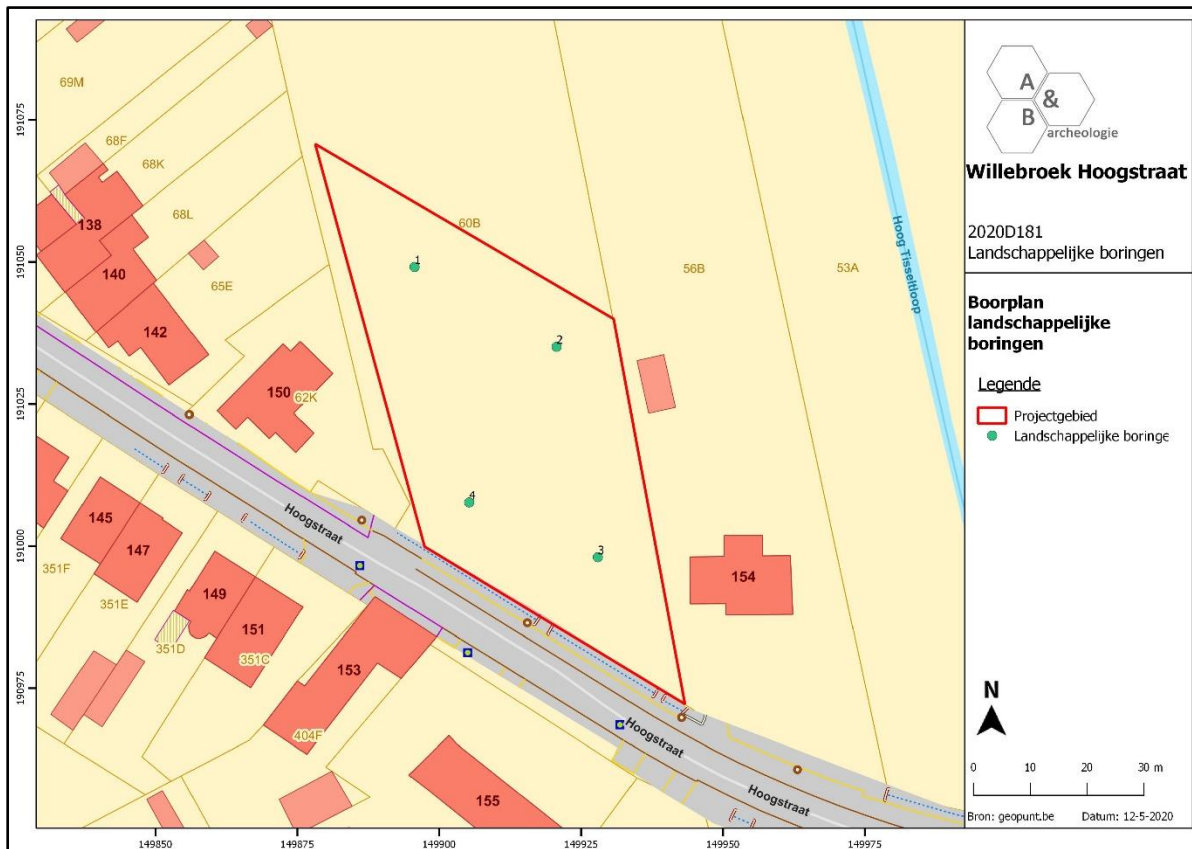 69M
68F
68K
138
68L
140
65E
142
150
62K
145
147
351F
351E
149
151
351D
351C
153
404F
155
154
60B
56B
53A
1
2
3
4
Hoog Tisseltloop
Hoogstraat
Hoogstraat
Hoogstraat
Hoogstraat
191075
191050
191025
191000
190975
149850
149875
149900
149925
149950
149975
A
&
B
archeologie
Willebroek Hoogstraat
2020D181
Landschappelijke boringen
Boorplan
landschappelijke
boringen
Legende
Projectgebied
Landschappelijke boringe
N
0 10 20 30 m
Bron: geopunt.be Datum: 12-5-2020